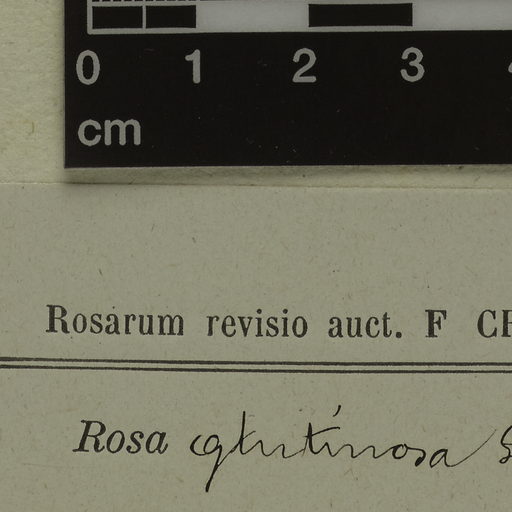 0 1 2 3
cm
Rosarum revisio auct. F
Rosa glutinosa